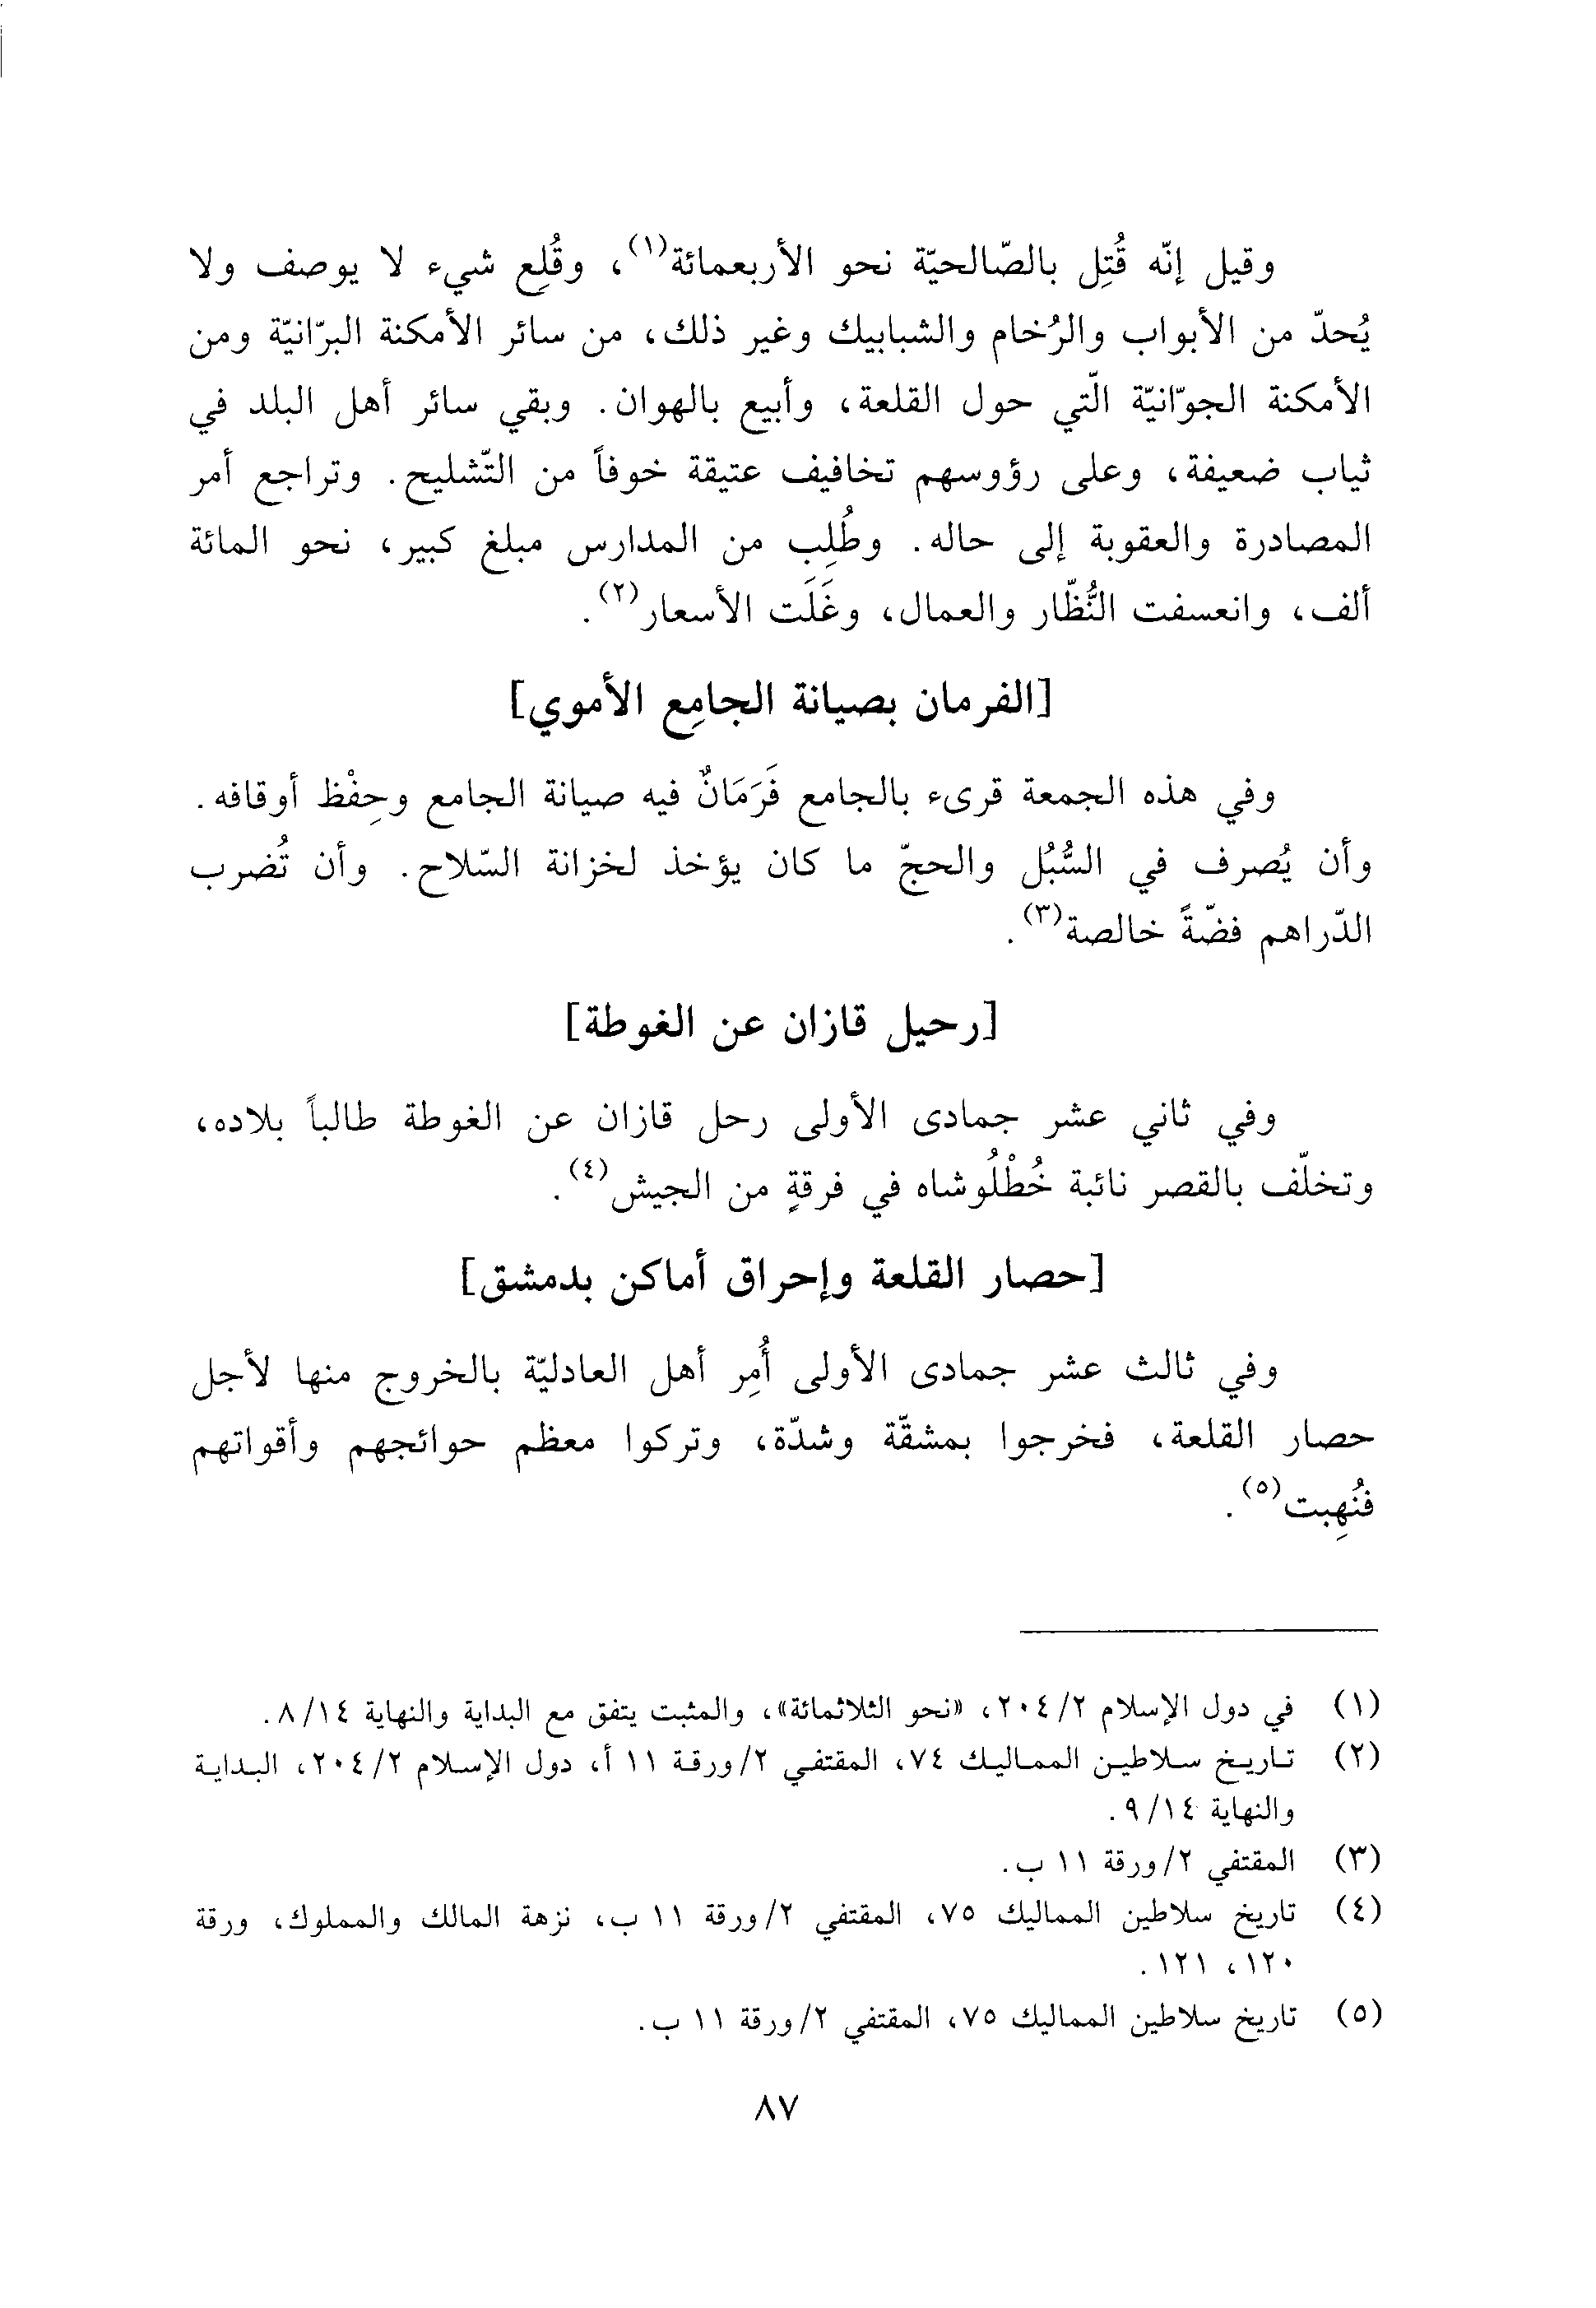 وقيل إنّه قُتِل بالصّالحيّة نحو الأربعمائة(١)، وقُلِع شيء لا يوصف ولا
يُحدّ من الأبواب والرُخام والشبابيك وغير ذلك، من سائر الأمكنة البرّانيّة ومن
الأمكنة الجوّانيّة الّتي حول القلعة، وأبيع بالهوان. وبقي سائر أهل البلد في
ثياب ضعيفة، وعلى رؤوسهم تخافيف عتيقة خوفاً من التّشليح. وتراجع أمر
المصادرة والعقوبة إلى حاله. وطُلِب من المدارس مبلغ كبير، نحو المائة
ألف، وانعسفت النُّظّار والعمال، وغَلَت الأسعار(٢).
[الفرمان بصيانة الجامِع الأموي]
وفي هذه الجمعة قرىء بالجامع فَرَمَانٌ فيه صيانة الجامع وحِفْظ أوقافه.
وأن يُصرف في السُّبُل والحجّ ما كان يؤخذ لخزانة السّلاح. وأن تُضرب
الدّراهم فضّةً خالصة(٣).
[رحيل قازان عن الغوطة]
وفي ثاني عشر جمادى الأولى رحل قازان عن الغوطة طالباً بلاده،
وتخلّف بالقصر نائبة خُطْلُوشاه في فرقةٍ من الجيش(٤).
[حصار القلعة وإحراق أماكن بدمشق]
وفي ثالث عشر جمادى الأولى أُمِر أهل العادليّة بالخروج منها لأجل
حصار القلعة، فخرجوا بمشقّة وشدّة، وتركوا معظم حوائجهم وأقواتهم
فنُهِبت(٥).
(١) في دول الإسلام ٢/٢٠٤، «نحو الثلاثمائة»، والمثبت يتفق مع البداية والنهاية ١٤/٨.
(٢) تاريخ سلاطين المماليك ٧٤، المقتفي ٢/ورقة ١١ أ، دول الإسلام ٢/٢٠٤، البداية
والنهاية ١٤/٩.
(٣) المقتفي ٢/ورقة ١١ ب.
(٤) تاريخ سلاطين المماليك ٧٥، المقتفي ٢/ورقة ١١ ب، نزهة المالك والمملوك، ورقة
١٢٠، ١٢١.
(٥) تاريخ سلاطين المماليك ٧٥، المقتفي ٢/ورقة ١١ ب.
٨٧